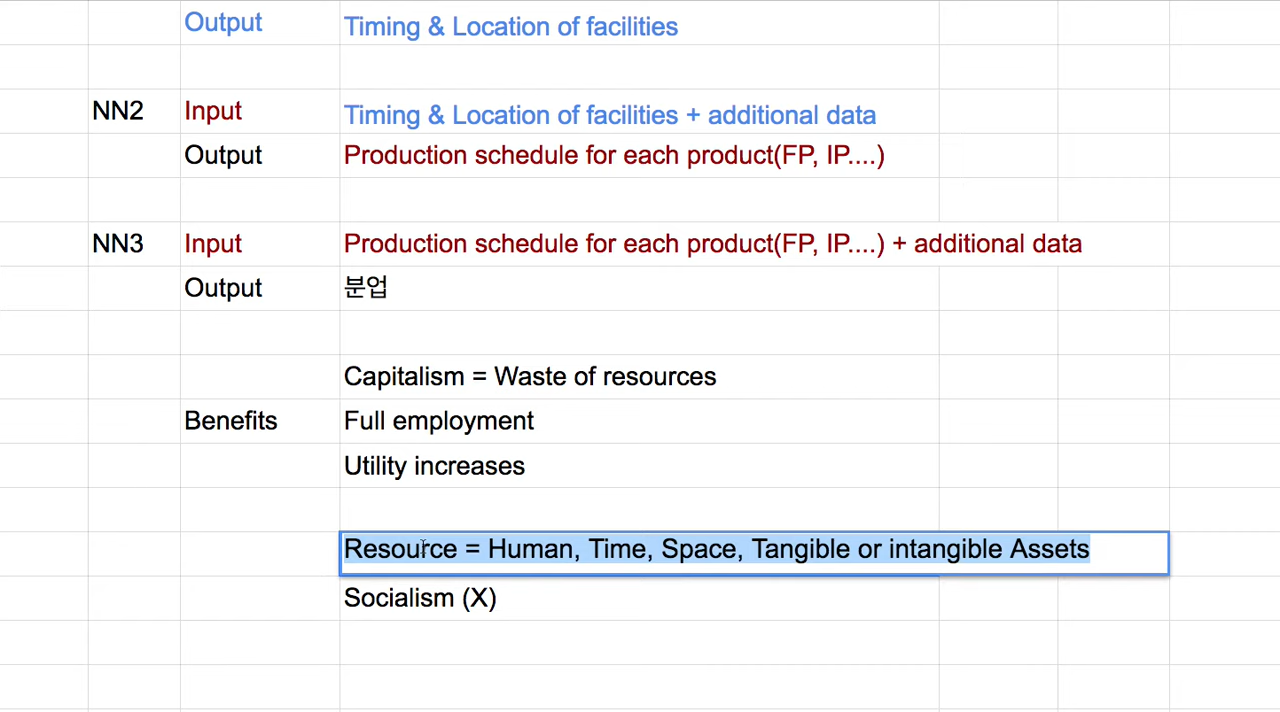 Output Timing & Location of facilities
NN2 Input Timing & Location of facilities + additional data
Output Production schedule for each product(FP, IP....)
NN3 Input Production schedule for each product(FP, IP....) + additional data
Output 분업
Capitalism = Waste of resources
Benefits Full employment
Utility increases
Resource = Human, Time, Space, Tangible or intangible Assets
Socialism (X)